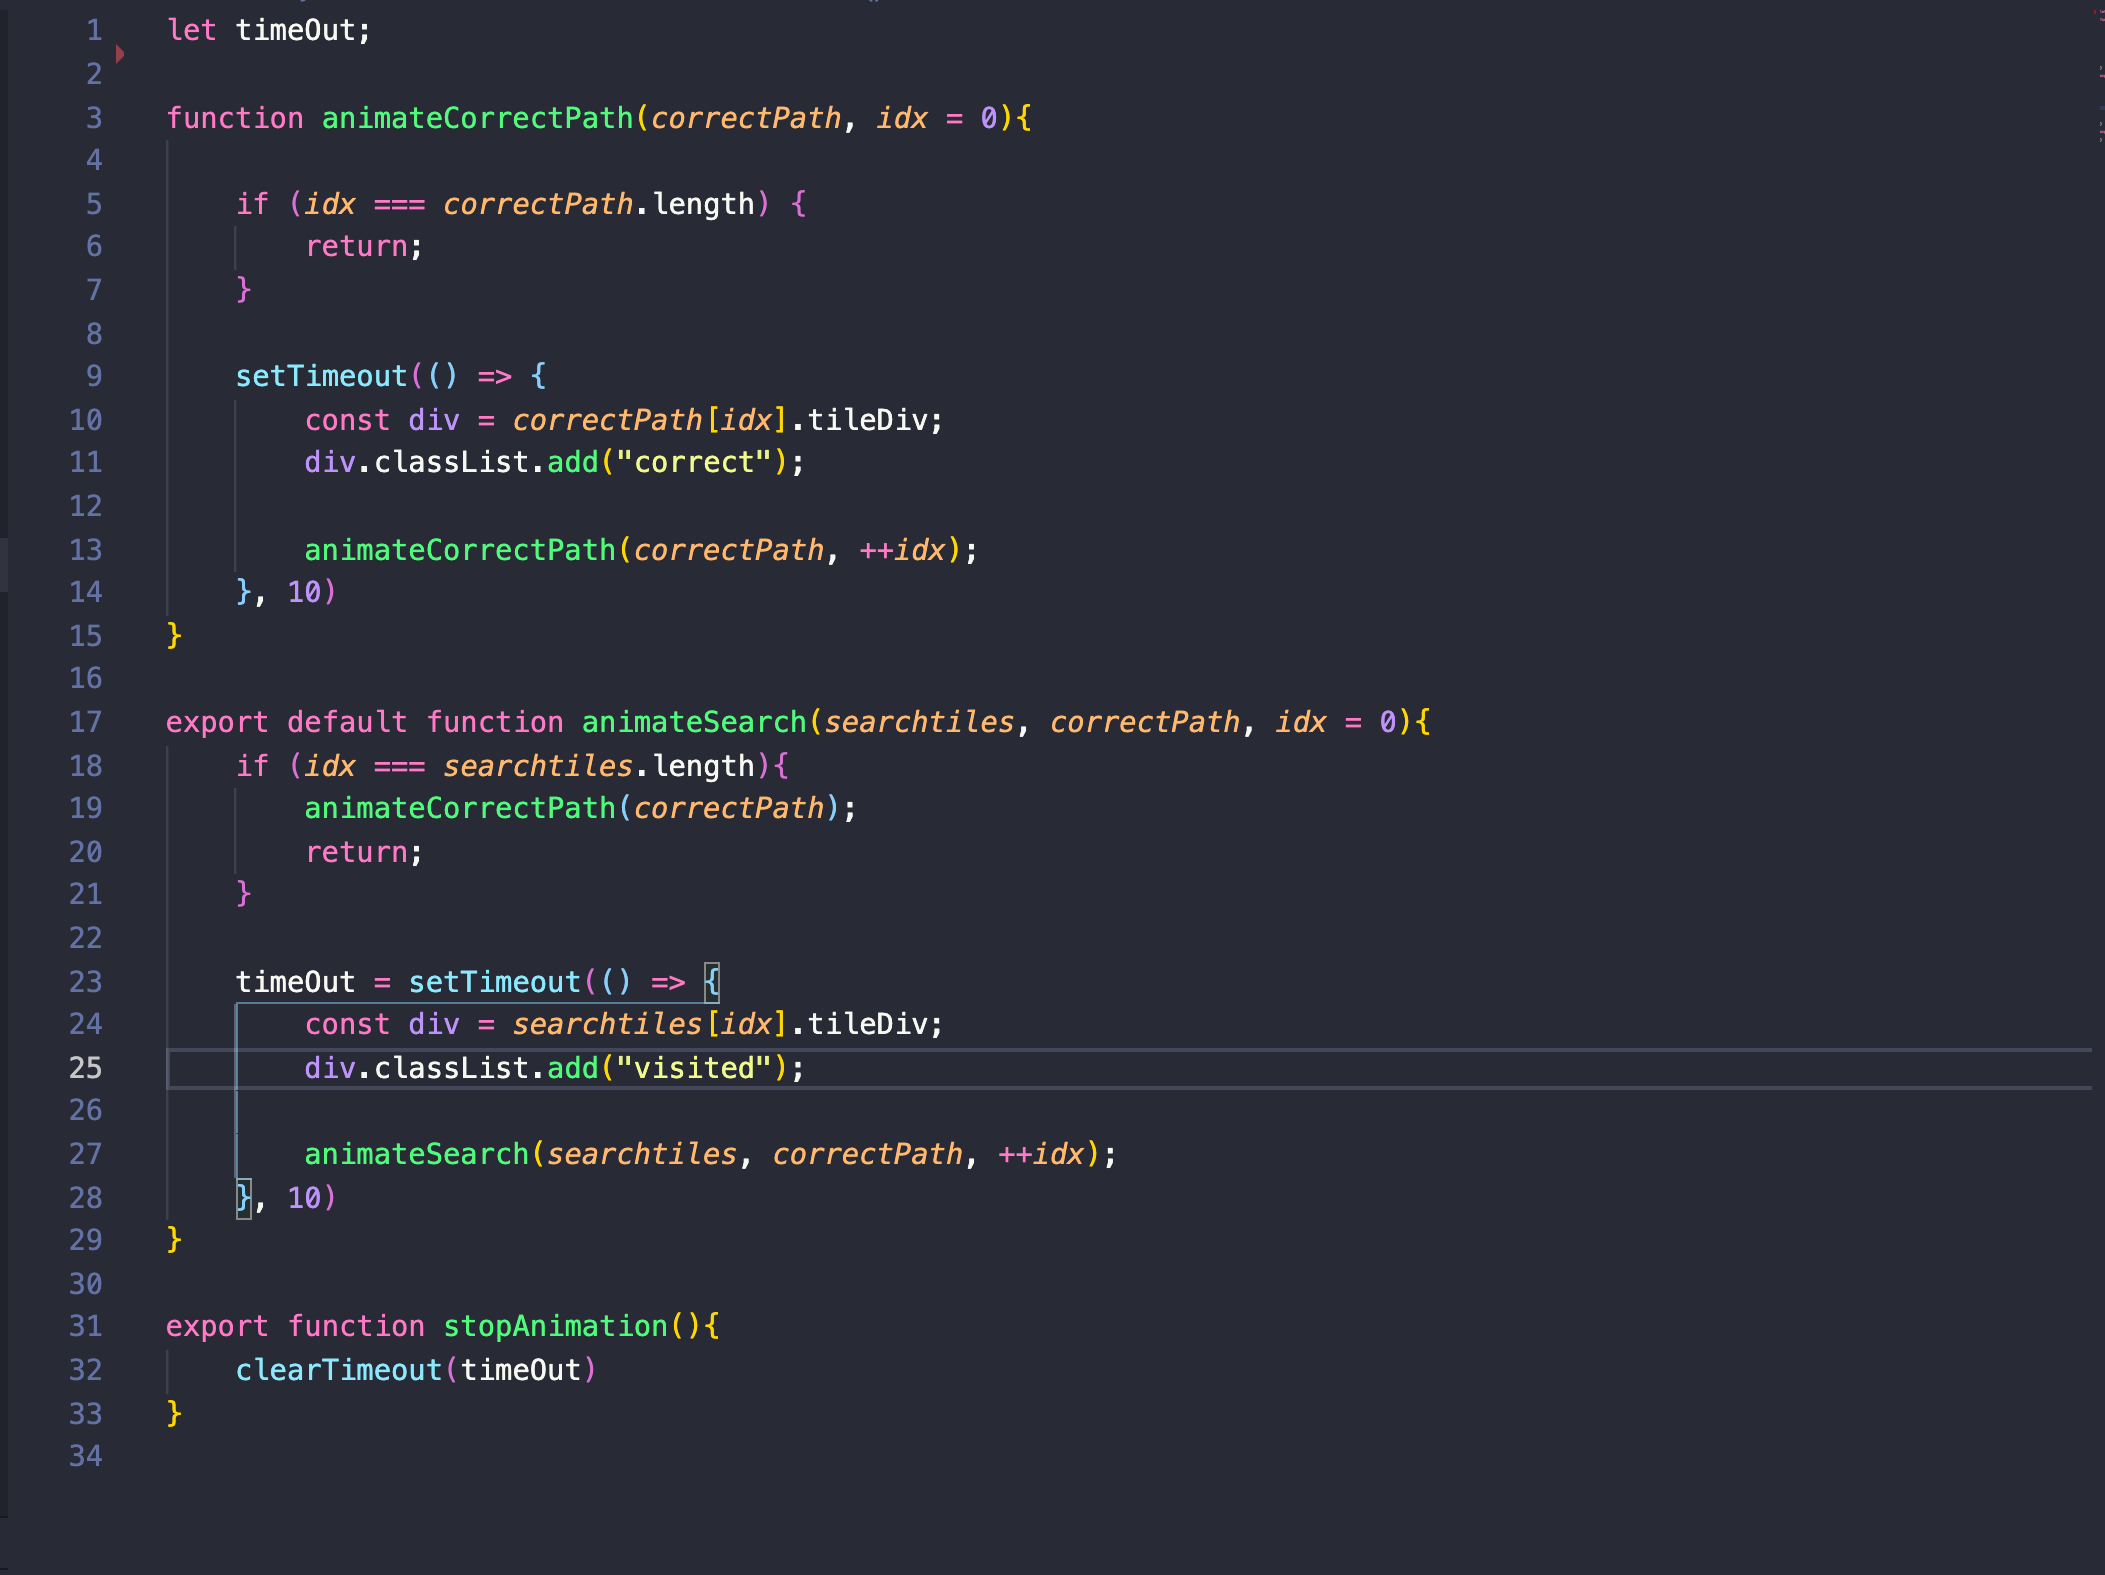 1 let timeOut;
2
3 function animateCorrectPath(correctPath, idx = 0){
4
5     if (idx === correctPath.length) {
6         return;
7     }
8
9     setTimeout(() => {
10         const div = correctPath[idx].tileDiv;
11         div.classList.add("correct");
12
13         animateCorrectPath(correctPath, ++idx);
14     }, 10)
15 }
16
17 export default function animateSearch(searchtiles, correctPath, idx = 0){
18     if (idx === searchtiles.length){
19         animateCorrectPath(correctPath);
20         return;
21     }
22
23     timeOut = setTimeout(() => {
24         const div = searchtiles[idx].tileDiv;
25         div.classList.add("visited");
26
27         animateSearch(searchtiles, correctPath, ++idx);
28     }, 10)
29 }
30
31 export function stopAnimation(){
32     clearTimeout(timeOut)
33 }
34